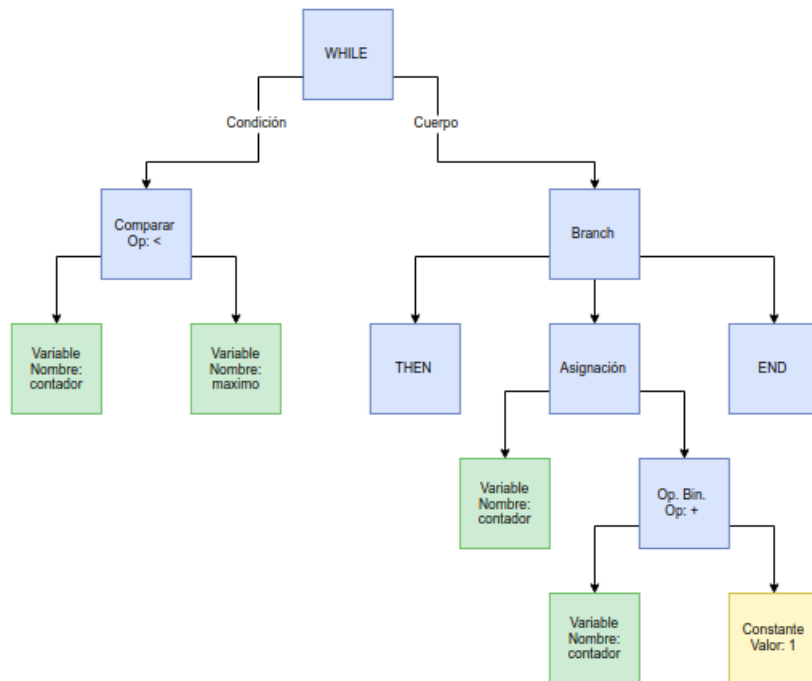 WHILE
Condición
Cuerpo
Comparar
Op: <
Branch
Variable
Nombre:
contador
Variable
Nombre:
maximo
THEN
Asignación
END
Variable
Nombre:
contador
Op. Bin.
Op: +
Variable
Nombre:
contador
Constante
Valor: 1